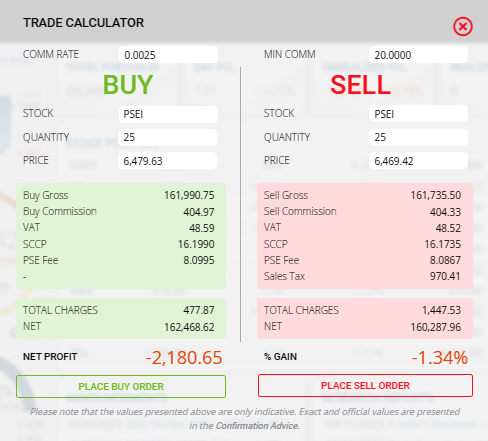 TRADE CALCULATOR
COMM RATE 0.0025 MIN COMM 20.0000
BUY SELL
STOCK PSEI STOCK PSEI
QUANTITY 25 QUANTITY 25
PRICE 6,479.63 PRICE 6,469.42
Buy Gross 161,990.75 Sell Gross 161,735.50
Buy Commission 404.97 Sell Commission 404.33
VAT 48.59 VAT 48.52
SCCP 16.1990 SCCP 16.1735
PSE Fee 8.0995 PSE Fee 8.0867
- Sales Tax 970.41
TOTAL CHARGES 477.87 TOTAL CHARGES 1,447.53
NET 162,468.62 NET 160,287.96
NET PROFIT -2,180.65 % GAIN -1.34%
PLACE BUY ORDER PLACE SELL ORDER
Please note that the values presented above are only indicative. Exact and official values are presented
in the Confirmation Advice.